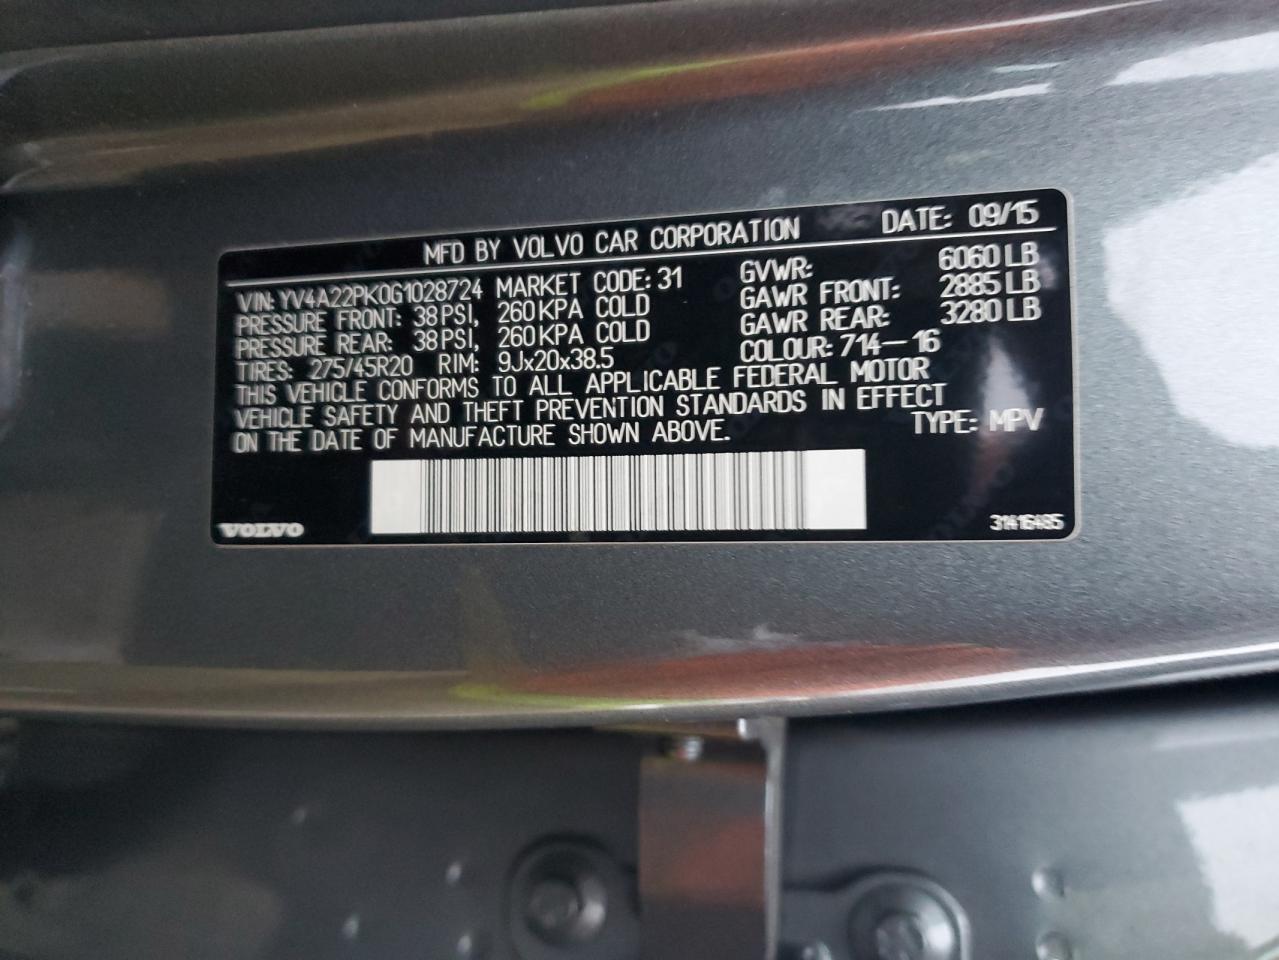 MFD BY VOLVO CAR CORPORATION DATE: 09/15
VIN: YV4A22PK0G1028724 MARKET CODE: 31 GVWR: 6060 LB
PRESSURE FRONT: 38 PSI, 260 KPA COLD GAWR FRONT: 2885 LB
PRESSURE REAR: 38 PSI, 260 KPA COLD GAWR REAR: 3280 LB
TIRES: 275/45R20 RIM: 9Jx20x38.5 COLOUR: 714-16
THIS VEHICLE CONFORMS TO ALL APPLICABLE FEDERAL MOTOR
VEHICLE SAFETY AND THEFT PREVENTION STANDARDS IN EFFECT
ON THE DATE OF MANUFACTURE SHOWN ABOVE. TYPE: MPV
VOLVO 31416485